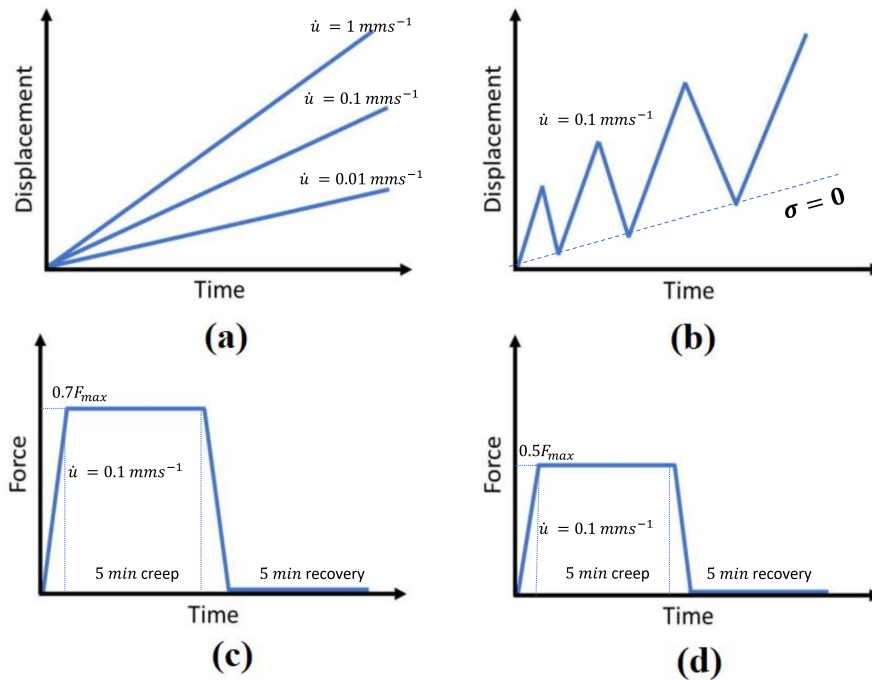 u̇ = 1 mms⁻¹
u̇ = 0.1 mms⁻¹
u̇ = 0.01 mms⁻¹
Displacement
Time
(a)
u̇ = 0.1 mms⁻¹
σ = 0
Displacement
Time
(b)
0.7F_max
u̇ = 0.1 mms⁻¹
5 min creep
5 min recovery
Force
Time
(c)
0.5F_max
u̇ = 0.1 mms⁻¹
5 min creep
5 min recovery
Force
Time
(d)